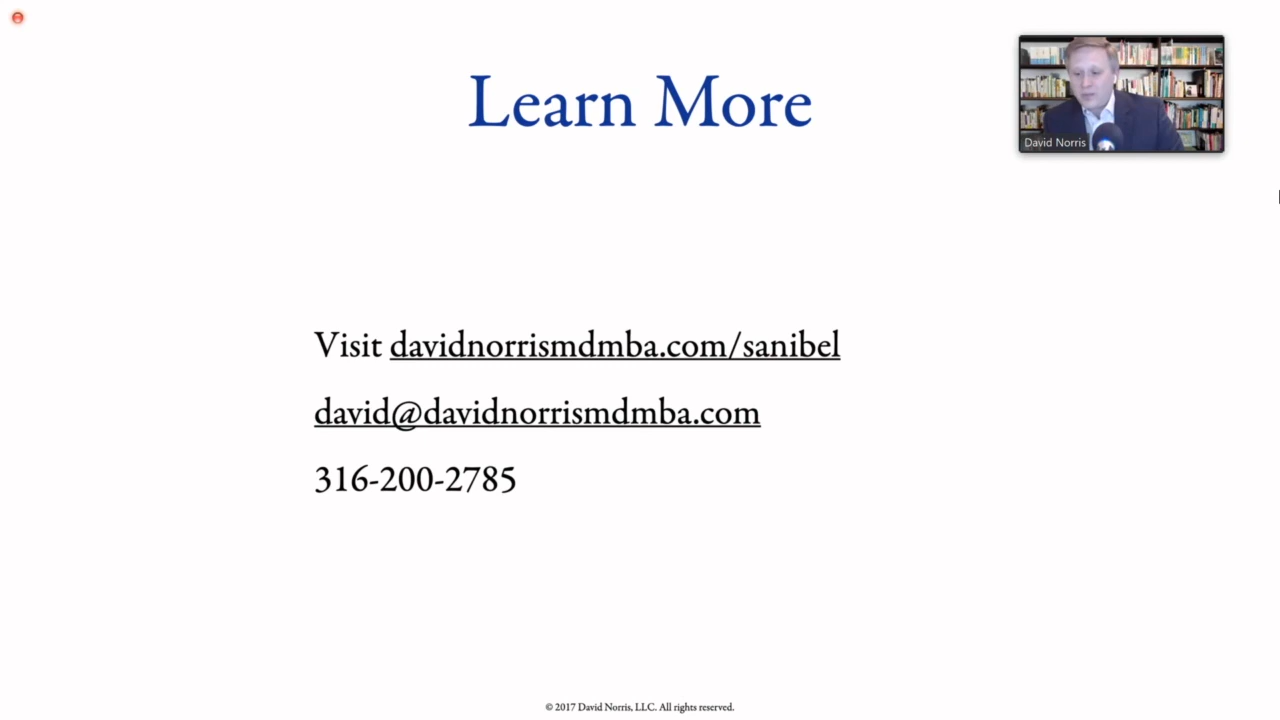 Learn More
David Norris
Visit davidnorrismdmba.com/sanibel
david@davidnorrismdmba.com
316-200-2785
© 2017 David Norris, LLC. All rights reserved.